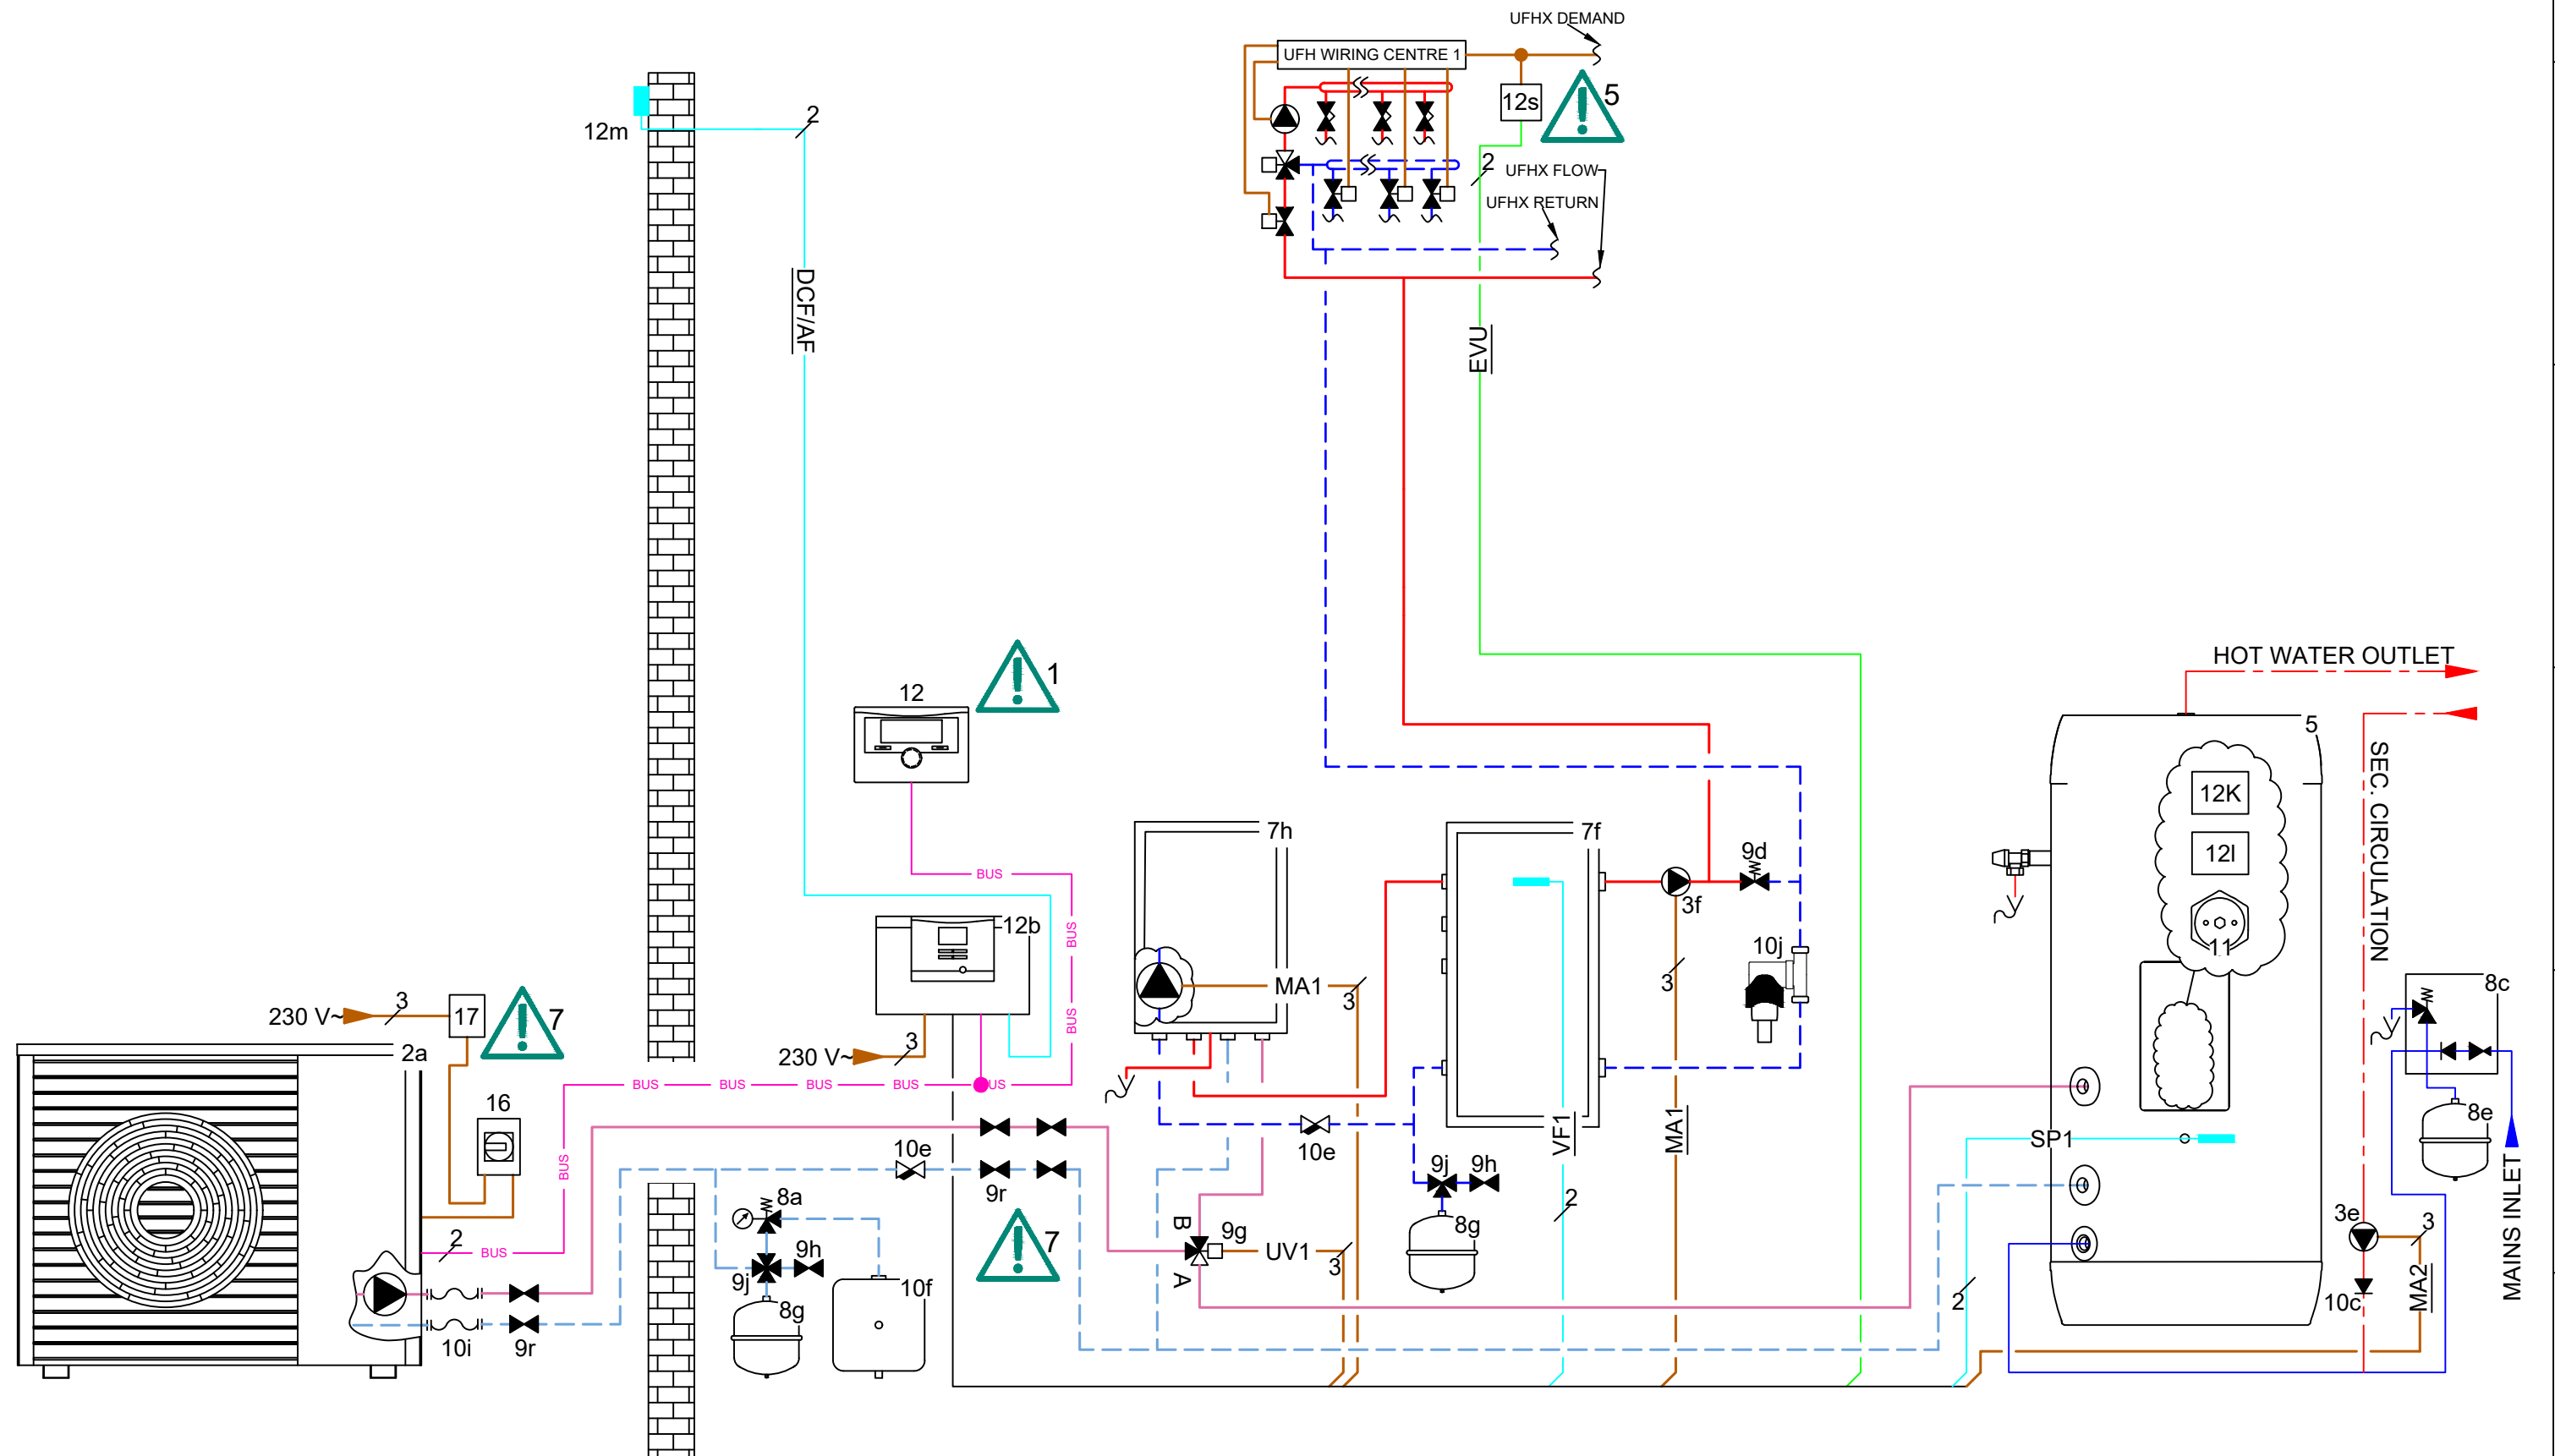 UFHX DEMAND
UFH WIRING CENTRE 1
12s
5
2
12m
2
UFHX FLOW
UFHX RETURN
DCF/AF
EVU
1
12
HOT WATER OUTLET
5
SEC. CIRCULATION
12K
12l
11
7h
7f
9d
3f
12b
10j
MA1
3
3
8c
230 V~
3
17
7
2a
230 V~
3
BUS
BUS
BUS
BUS
BUS
BUS
BUS
US
16
BUS
10e
9r
10e
VF1
MA1
SP1
8e
MAINS INLET
8a
7
B
9g
UV1
3
A
9j
9h
8g
2
2
BUS
9j
9h
8g
10f
3e
3
MA2
10c
2
10i
9r